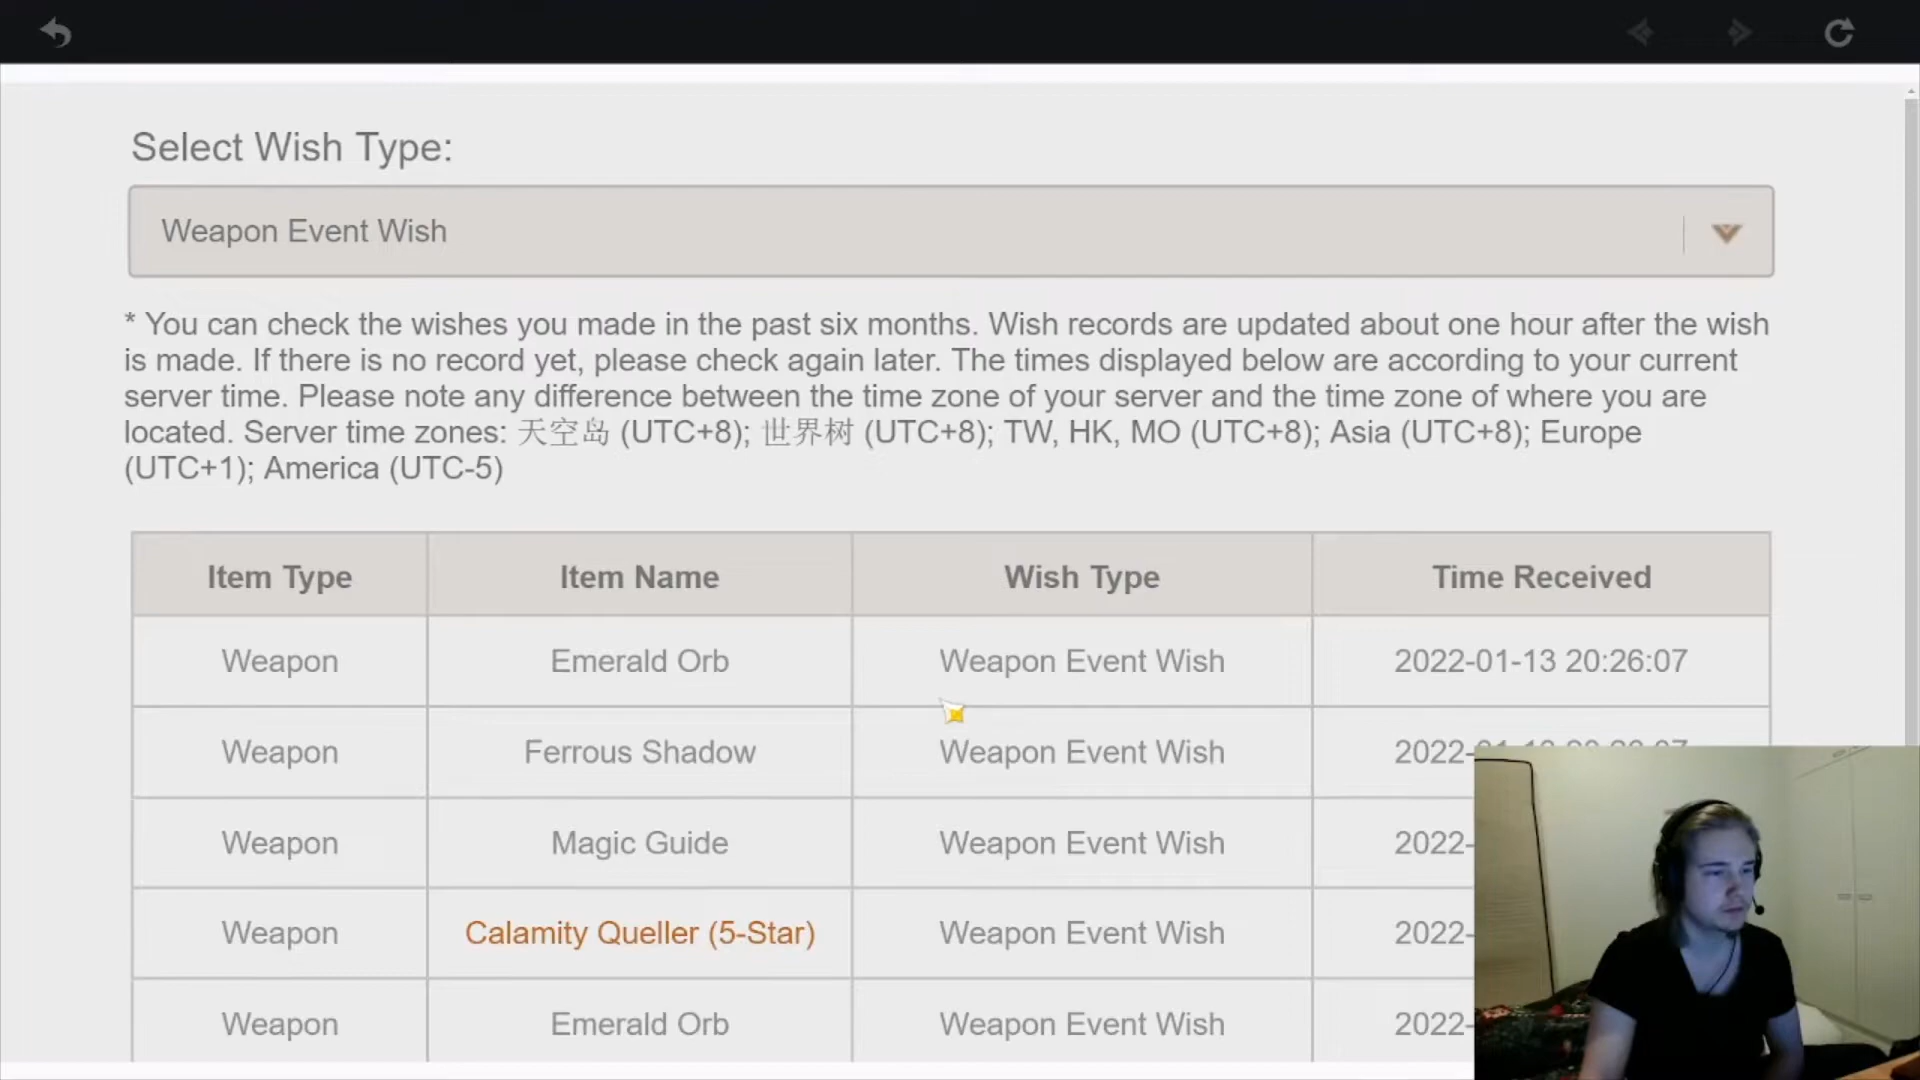 Select Wish Type:
Weapon Event Wish
* You can check the wishes you made in the past six months. Wish records are updated about one hour after the wish
is made. If there is no record yet, please check again later. The times displayed below are according to your current
server time. Please note any difference between the time zone of your server and the time zone of where you are
located. Server time zones: 天空岛 (UTC+8); 世界树 (UTC+8); TW, HK, MO (UTC+8); Asia (UTC+8); Europe
(UTC+1); America (UTC-5)
Item Type Item Name Wish Type Time Received
Weapon Emerald Orb Weapon Event Wish 2022-01-13 20:26:07
Weapon Ferrous Shadow Weapon Event Wish 2022-
Weapon Magic Guide Weapon Event Wish 2022-
Weapon Calamity Queller (5-Star) Weapon Event Wish 2022-
Weapon Emerald Orb Weapon Event Wish 2022-